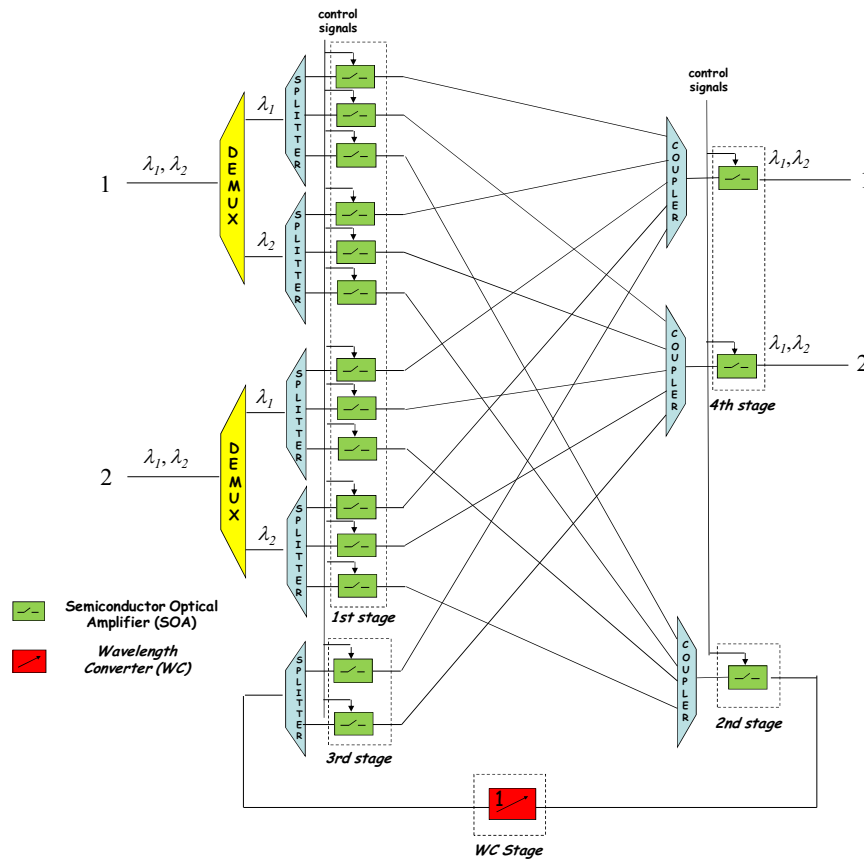 control
signals
SPLITTER
λ1
λ1, λ2
1
DEMUX
λ2
SPLITTER
control
signals
COUPLER
λ1, λ2
1
SPLITTER
λ1
λ1, λ2
2
DEMUX
λ2
SPLITTER
COUPLER
λ1, λ2
2
4th stage
1st stage
Semiconductor Optical
Amplifier (SOA)
Wavelength
Converter (WC)
SPLITTER
3rd stage
COUPLER
2nd stage
1
WC Stage